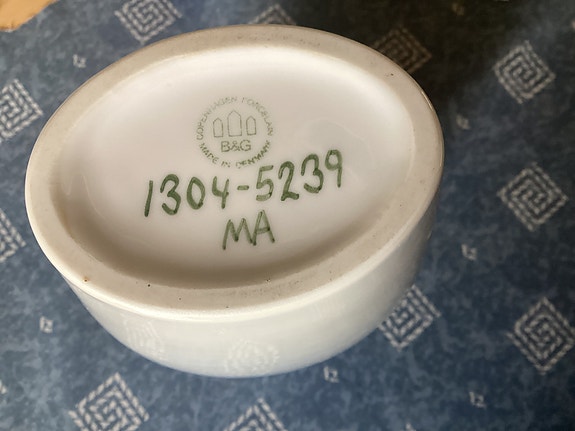 COPENHAGEN PORCELAIN
B&G
MADE IN DENMARK
1304-5239
MA